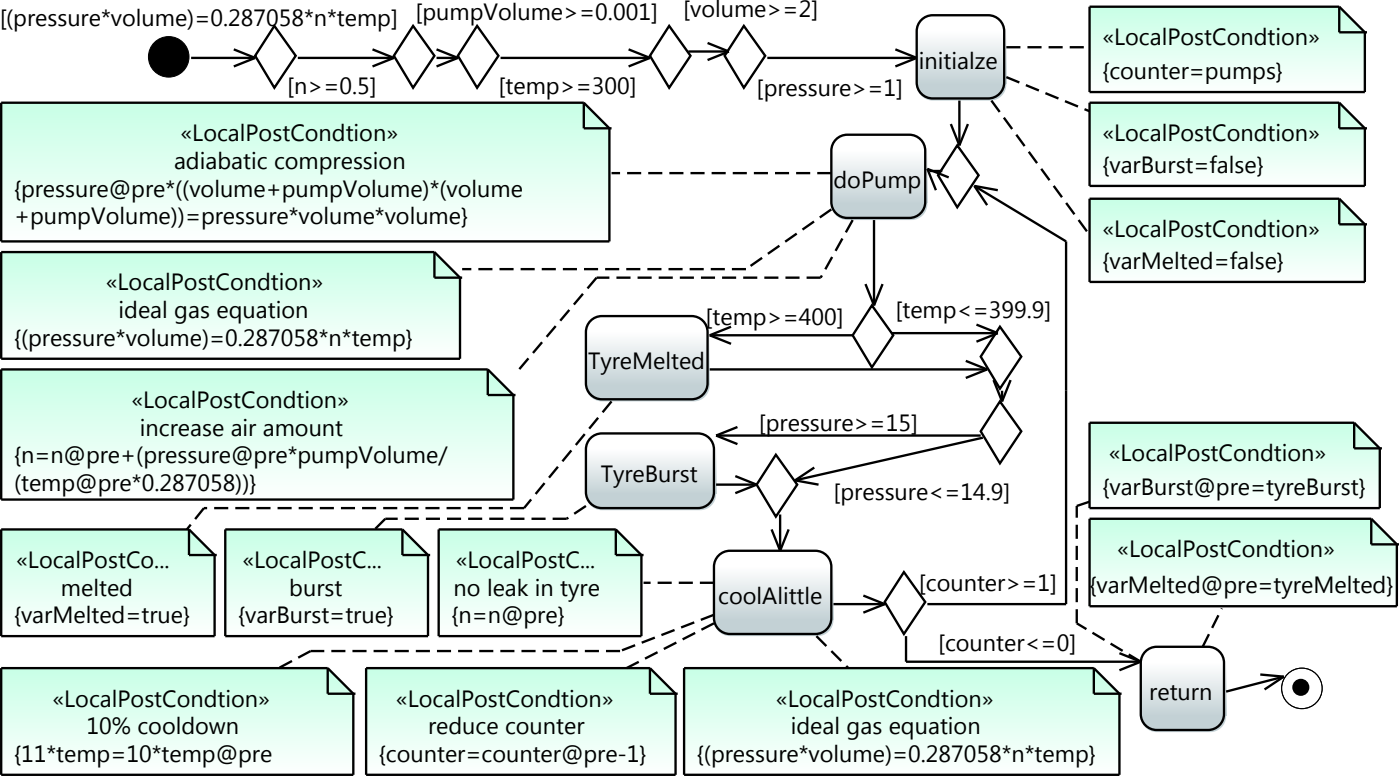 [(pressure*volume)=0.287058*n*temp]
[pumpVolume>=0.001]
[volume>=2]
[n>=0.5]
[temp>=300]
[pressure>=1]
initialze
«LocalPostCondtion»
{counter=pumps}
«LocalPostCondtion»
{varBurst=false}
«LocalPostCondtion»
{varMelted=false}
«LocalPostCondtion»
adiabatic compression
{pressure@pre*((volume+pumpVolume)*(volume
+pumpVolume))=pressure*volume*volume}
doPump
«LocalPostCondtion»
ideal gas equation
{(pressure*volume)=0.287058*n*temp}
[temp>=400]
[temp<=399.9]
TyreMelted
«LocalPostCondtion»
increase air amount
{n=n@pre+(pressure@pre*pumpVolume/
(temp@pre*0.287058))}
[pressure>=15]
TyreBurst
[pressure<=14.9]
«LocalPostCondtion»
{varBurst@pre=tyreBurst}
«LocalPostCondtion»
{varMelted@pre=tyreMelted}
«LocalPostCo...
melted
{varMelted=true}
«LocalPostC...
burst
{varBurst=true}
«LocalPostC...
no leak in tyre
{n=n@pre}
coolAlittle
[counter>=1]
[counter<=0]
«LocalPostCondtion»
10% cooldown
{11*temp=10*temp@pre
«LocalPostCondtion»
reduce counter
{counter=counter@pre-1}
«LocalPostCondtion»
ideal gas equation
{(pressure*volume)=0.287058*n*temp}
return